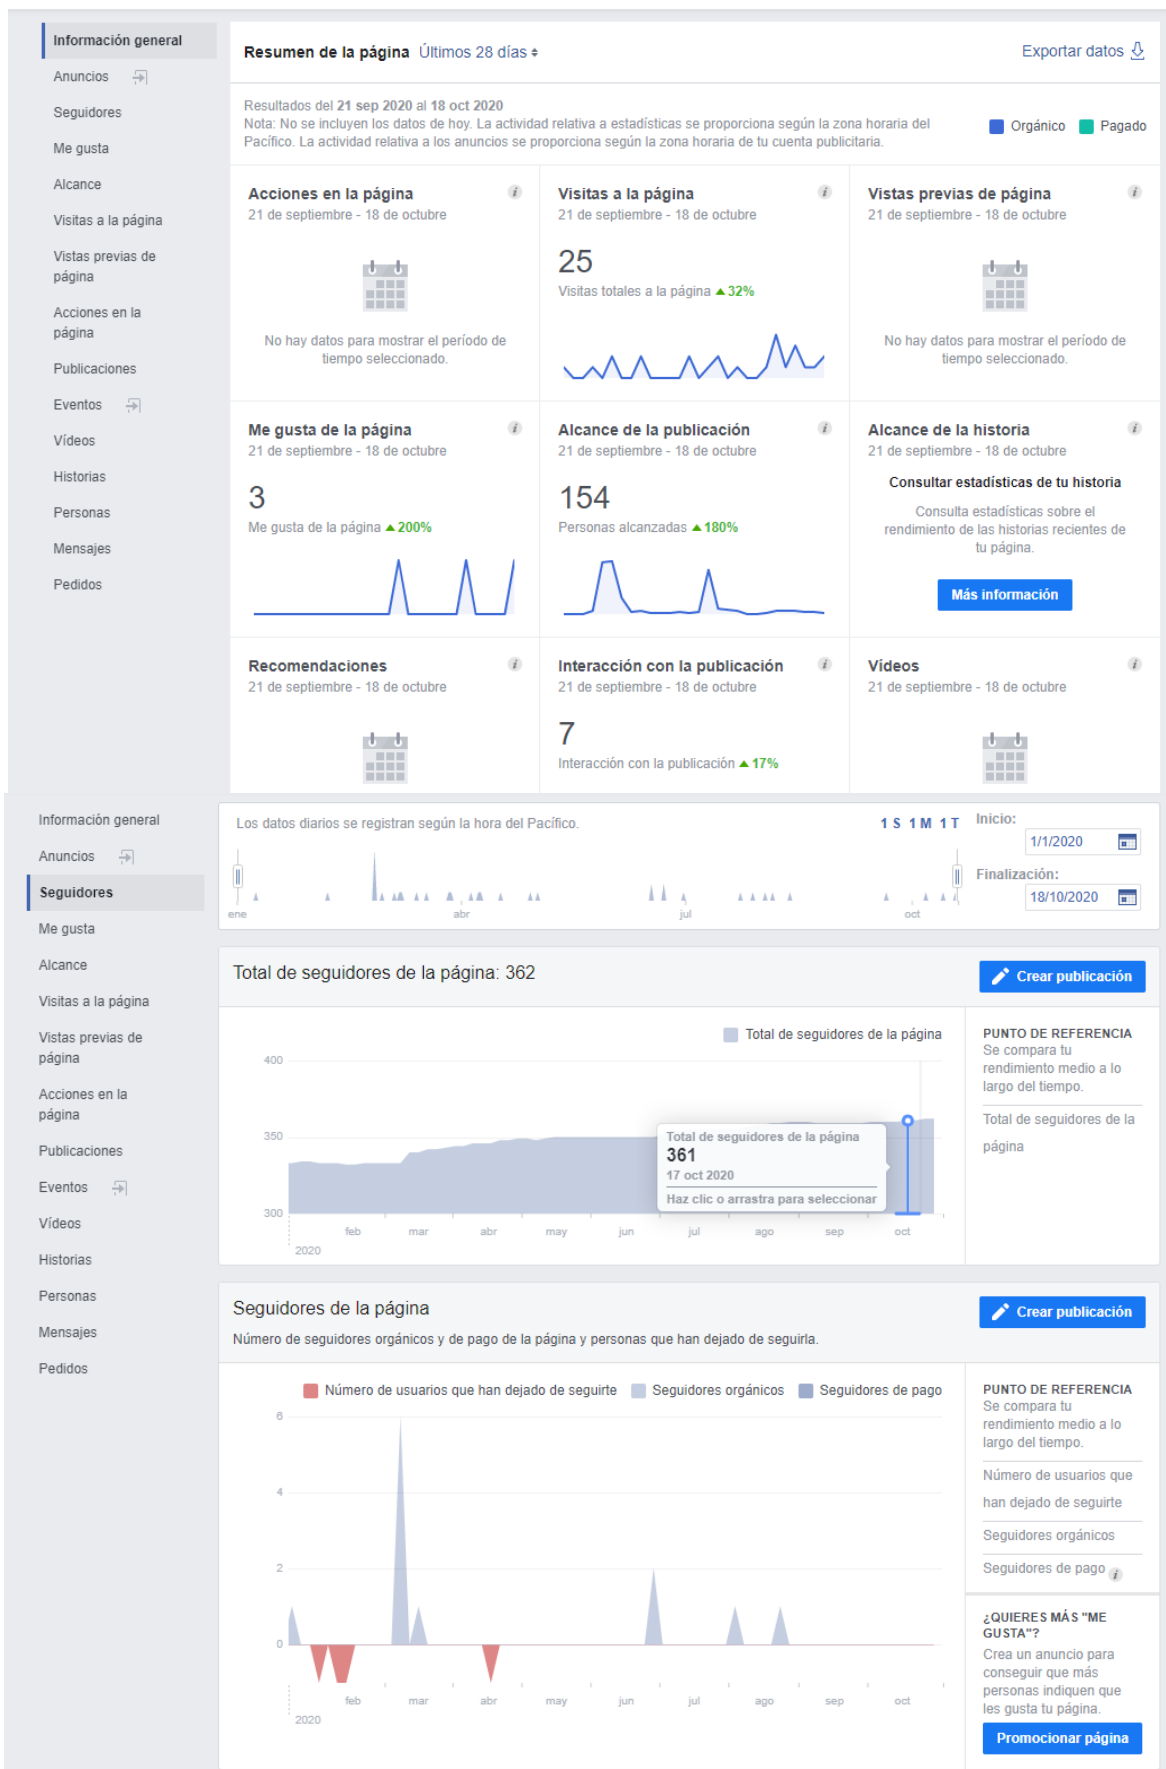 Información general
Anuncios
Seguidores
Me gusta
Alcance
Visitas a la página
Vistas previas de
página
Acciones en la
página
Publicaciones
Eventos
Vídeos
Historias
Personas
Mensajes
Pedidos
Resumen de la página Últimos 28 días
Exportar datos
Resultados del 21 sep 2020 al 18 oct 2020
Nota: No se incluyen los datos de hoy. La actividad relativa a estadísticas se proporciona según la zona horaria del
Pacífico. La actividad relativa a los anuncios se proporciona según la zona horaria de tu cuenta publicitaria.
Orgánico Pagado
Acciones en la página
21 de septiembre - 18 de octubre
No hay datos para mostrar el período de
tiempo seleccionado.
Visitas a la página
21 de septiembre - 18 de octubre
25
Visitas totales a la página ▲32%
Vistas previas de página
21 de septiembre - 18 de octubre
No hay datos para mostrar el período de
tiempo seleccionado.
Me gusta de la página
21 de septiembre - 18 de octubre
3
Me gusta de la página ▲200%
Alcance de la publicación
21 de septiembre - 18 de octubre
154
Personas alcanzadas ▲180%
Alcance de la historia
21 de septiembre - 18 de octubre
Consultar estadísticas de tu historia
Consulta estadísticas sobre el
rendimiento de las historias recientes de
tu página.
Más información
Recomendaciones
21 de septiembre - 18 de octubre
Interacción con la publicación
21 de septiembre - 18 de octubre
7
Interacción con la publicación ▲17%
Vídeos
21 de septiembre - 18 de octubre
Información general
Anuncios
Seguidores
Me gusta
Alcance
Visitas a la página
Vistas previas de
página
Acciones en la
página
Publicaciones
Eventos
Vídeos
Historias
Personas
Mensajes
Pedidos
Los datos diarios se registran según la hora del Pacífico.
1 S 1 M 1 T
Inicio:
1/1/2020
Finalización:
18/10/2020
ene abr jul oct
Total de seguidores de la página: 362
Crear publicación
Total de seguidores de la página
400
350
300
Total de seguidores de la página
361
17 oct 2020
Haz clic o arrastra para seleccionar
feb mar abr may jun jul ago sep oct
2020
PUNTO DE REFERENCIA
Se compara tu
rendimiento medio a lo
largo del tiempo.
Total de seguidores de la
página
Seguidores de la página
Número de seguidores orgánicos y de pago de la página y personas que han dejado de seguirla.
Crear publicación
Número de usuarios que han dejado de seguirte Seguidores orgánicos Seguidores de pago
6
4
2
0
feb mar abr may jun jul ago sep oct
2020
PUNTO DE REFERENCIA
Se compara tu
rendimiento medio a lo
largo del tiempo.
Número de usuarios que
han dejado de seguirte
Seguidores orgánicos
Seguidores de pago
¿QUIERES MÁS "ME
GUSTA"?
Crea un anuncio para
conseguir que más
personas indiquen que
les gusta tu página.
Promocionar página